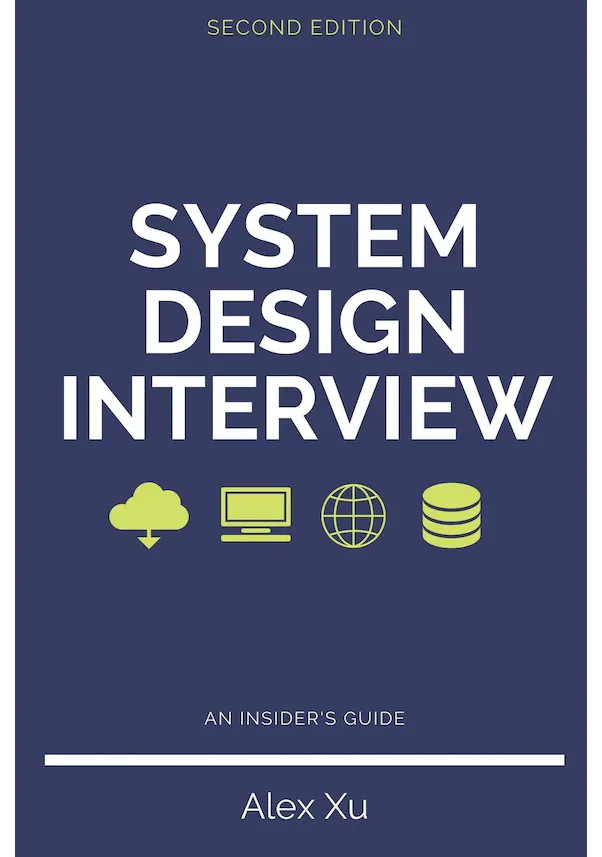 SECOND EDITION
SYSTEM
DESIGN
INTERVIEW
AN INSIDER'S GUIDE
Alex Xu